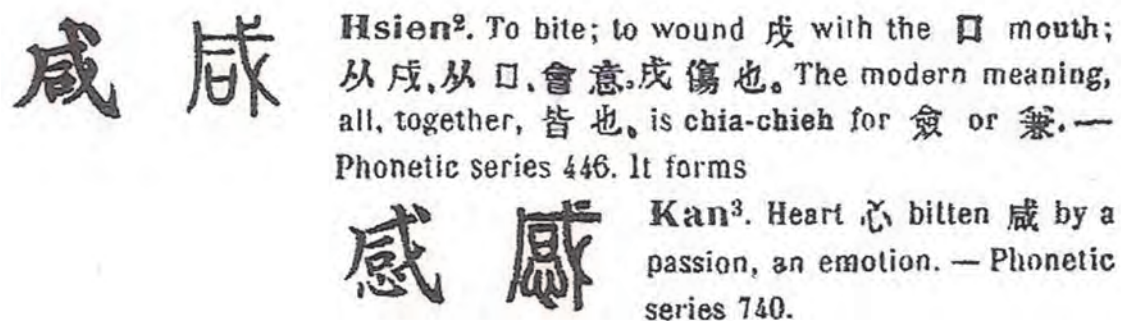 咸 咸 Hsien². To bite; to wound 戌 with the 口 mouth;
从戌、从口、會意。戌傷也。The modern meaning,
all, together, 皆也。is chia-chieh for 僉 or 兼. —
Phonetic series 446. It forms
感 感 Kan³. Heart 心 bitten 咸 by a
passion, an emotion. — Phonetic
series 740.